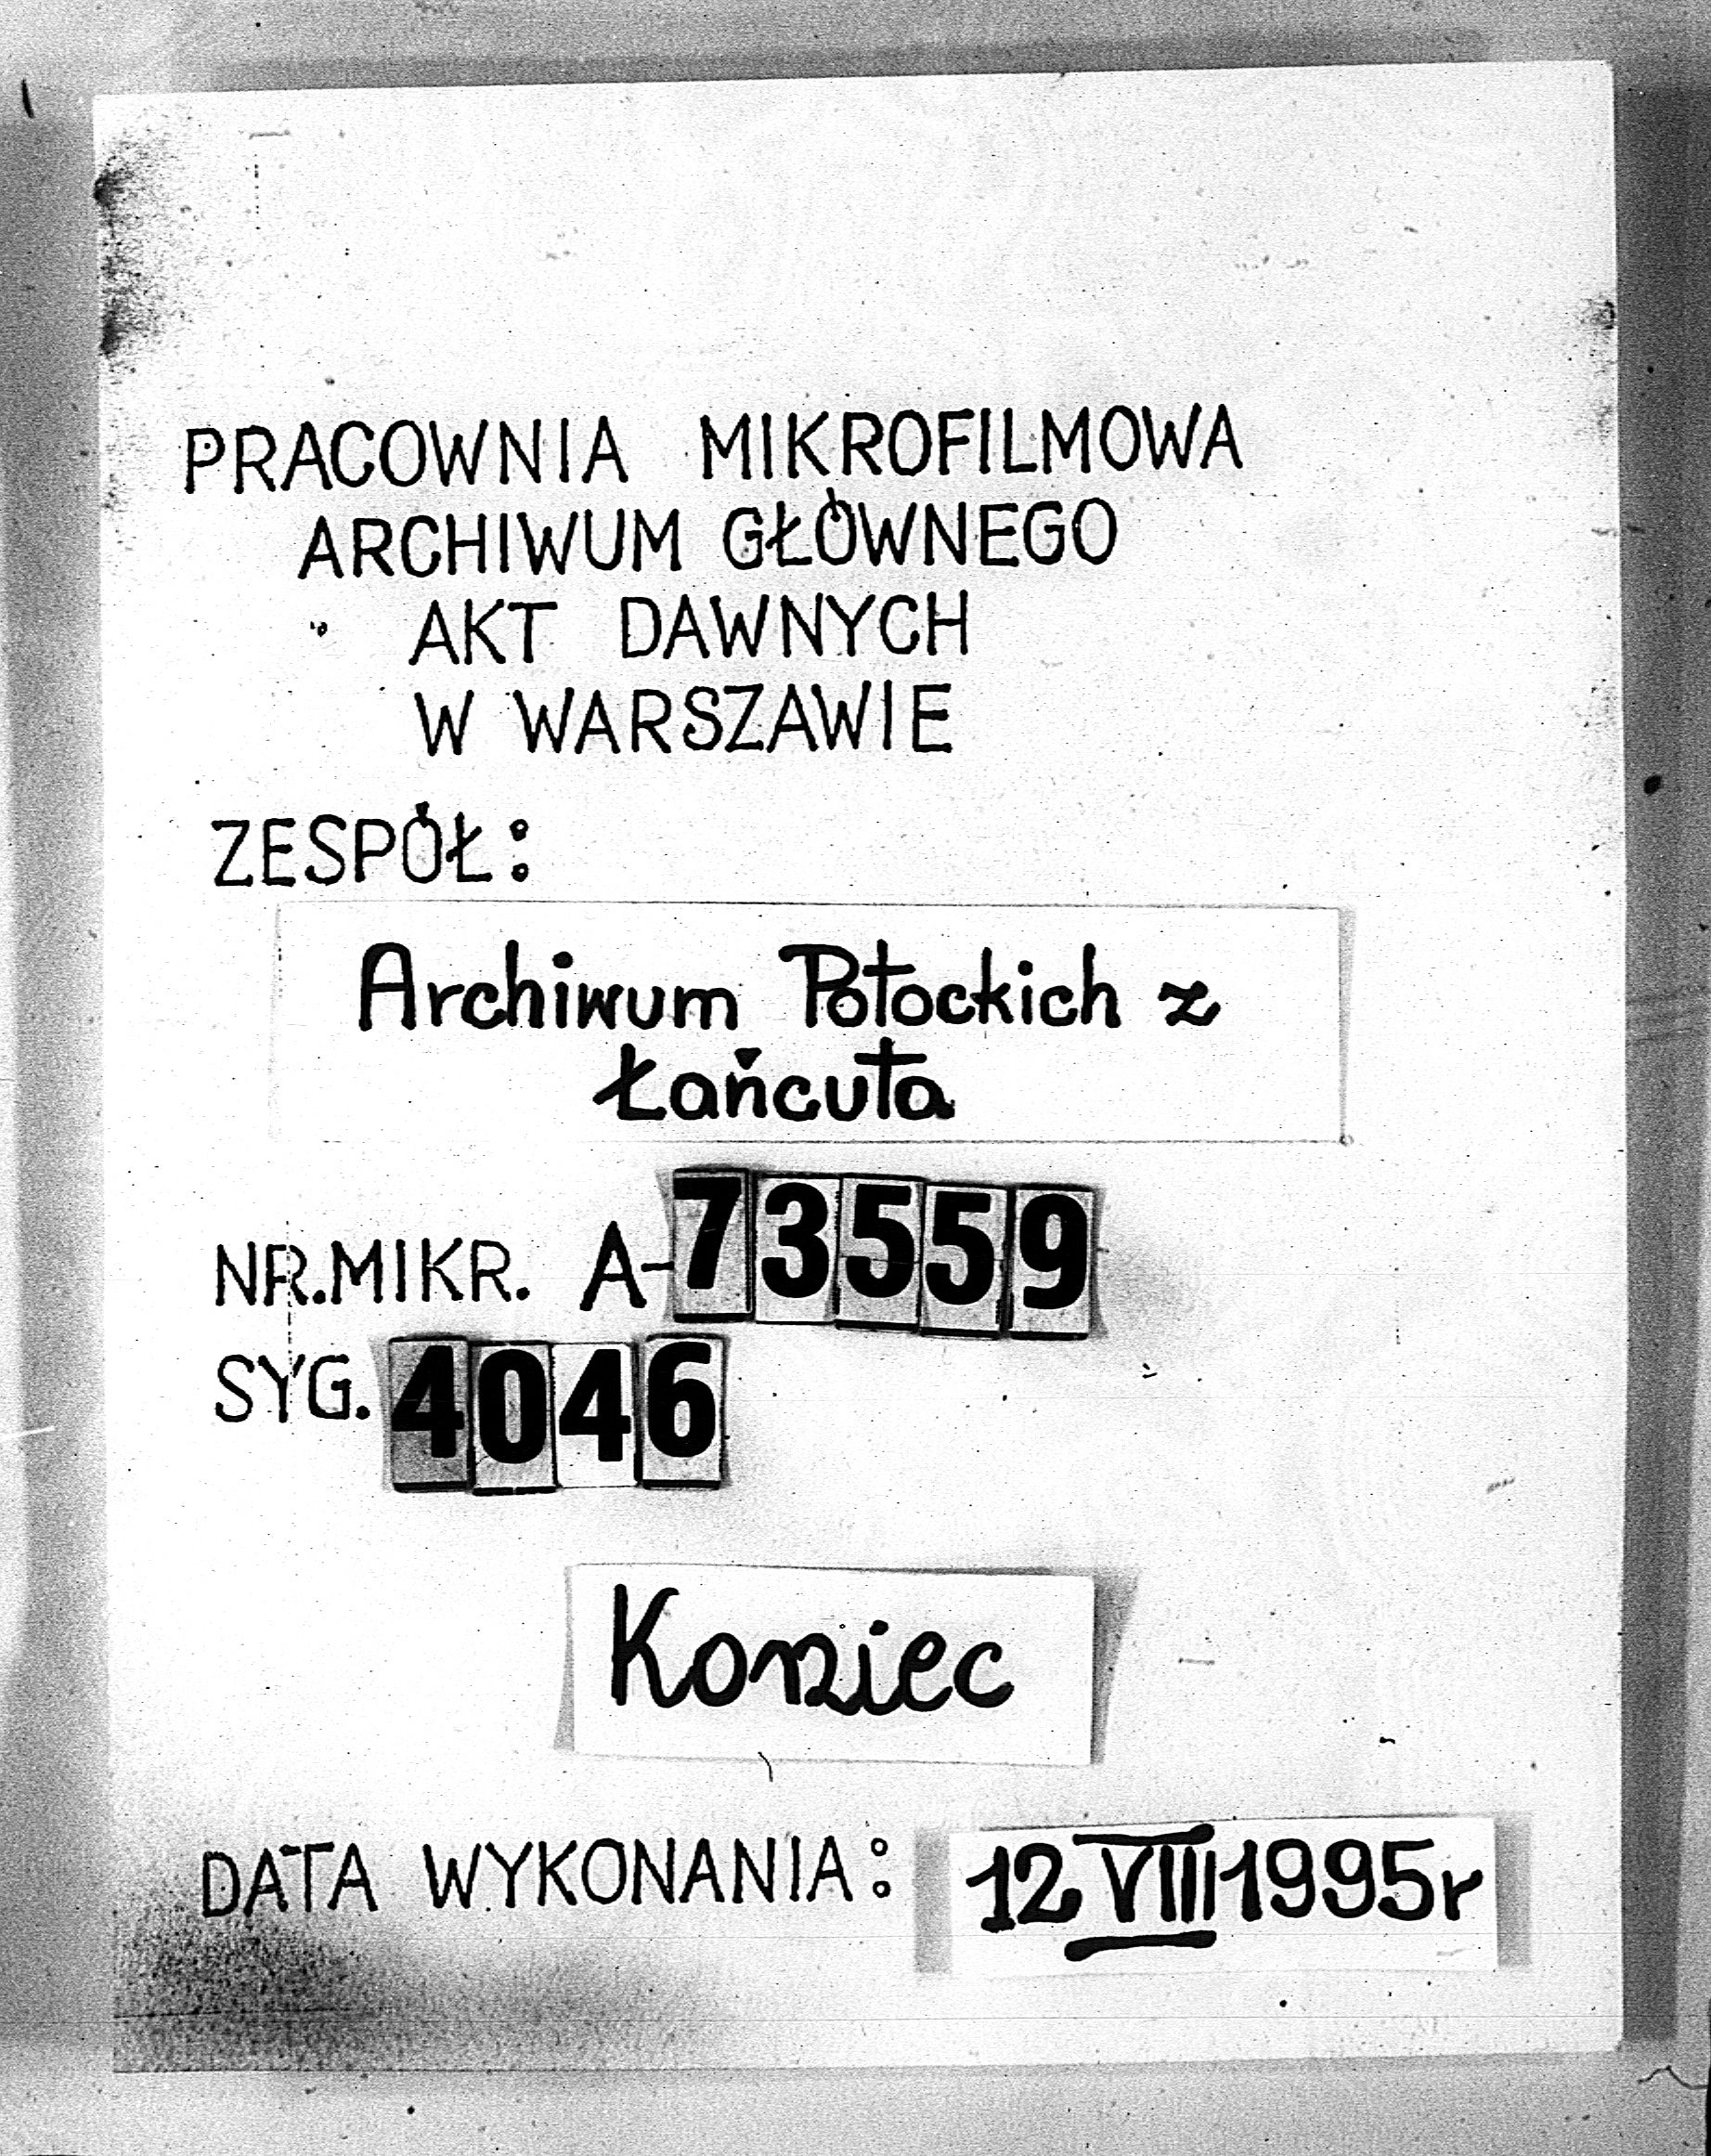 PRACOWNIA MIKROFILMOWA
ARCHIWUM GŁÓWNEGO
AKT DAWNYCH
W WARSZAWIE
ZESPÓŁ:
Archiwum Potockich z
Łańcuta
NR.MIKR. A-73559
SYG. 4046
Koniec
DATA WYKONANIA: 12 VIII 1995r